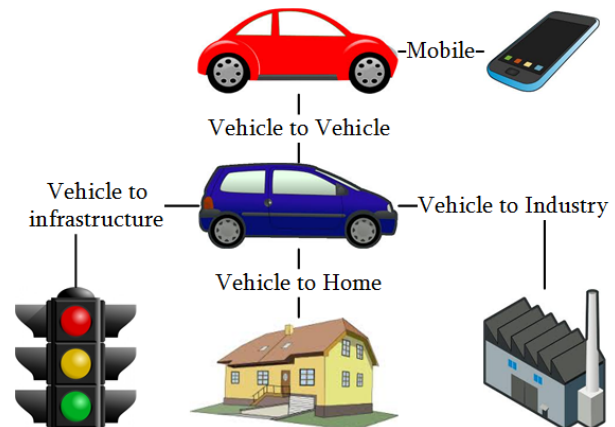 Mobile
Vehicle to Vehicle
Vehicle to
infrastructure
Vehicle to Industry
Vehicle to Home